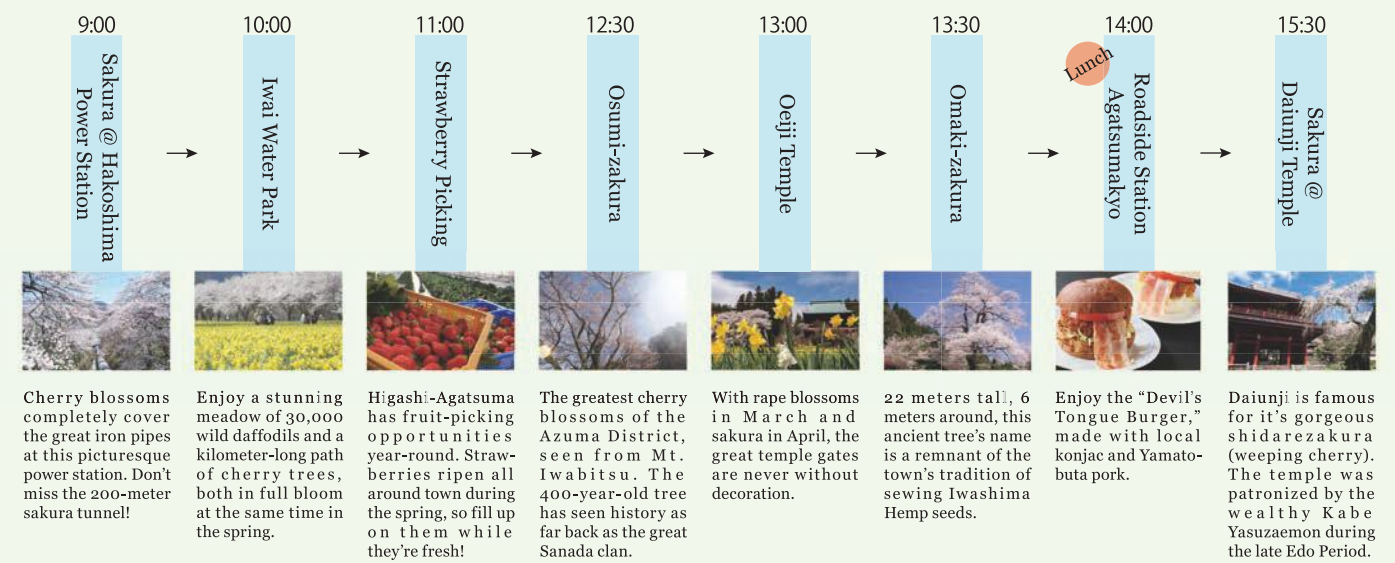 9:00
Sakura @ Hakoshima
Power Station
Cherry blossoms
completely cover
the great iron pipes
at this picturesque
power station. Don't
miss the 200-meter
sakura tunnel!
10:00
Iwai Water Park
Enjoy a stunning
meadow of 30,000
wild daffodils and a
kilometer-long path
of cherry trees,
both in full bloom
at the same time in
the spring.
11:00
Strawberry Picking
Higashi-Agatsuma
has fruit-picking
opportunities
year-round. Straw-
berries ripen all
around town during
the spring, so fill up
on them while
they're fresh!
12:30
Osumi-zakura
The greatest cherry
blossoms of the
Azuma District,
seen from Mt.
Iwabitsu. The
400-year-old tree
has seen history as
far back as the great
Sanada clan.
13:00
Oeiji Temple
With rape blossoms
in March and
sakura in April, the
great temple gates
are never without
decoration.
13:30
Omaki-zakura
22 meters tall, 6
meters around, this
ancient tree's name
is a remnant of the
town's tradition of
sewing Iwashima
Hemp seeds.
14:00
Lunch
Roadside Station
Agatsumakyo
Enjoy the "Devil's
Tongue Burger,"
made with local
konjac and Yamato-
buta pork.
15:30
Sakura @
Daiunji Temple
Daiunji is famous
for it's gorgeous
shidarezakura
(weeping cherry).
The temple was
patronized by the
wealthy Kabe
Yasuzaemon during
the late Edo Period.